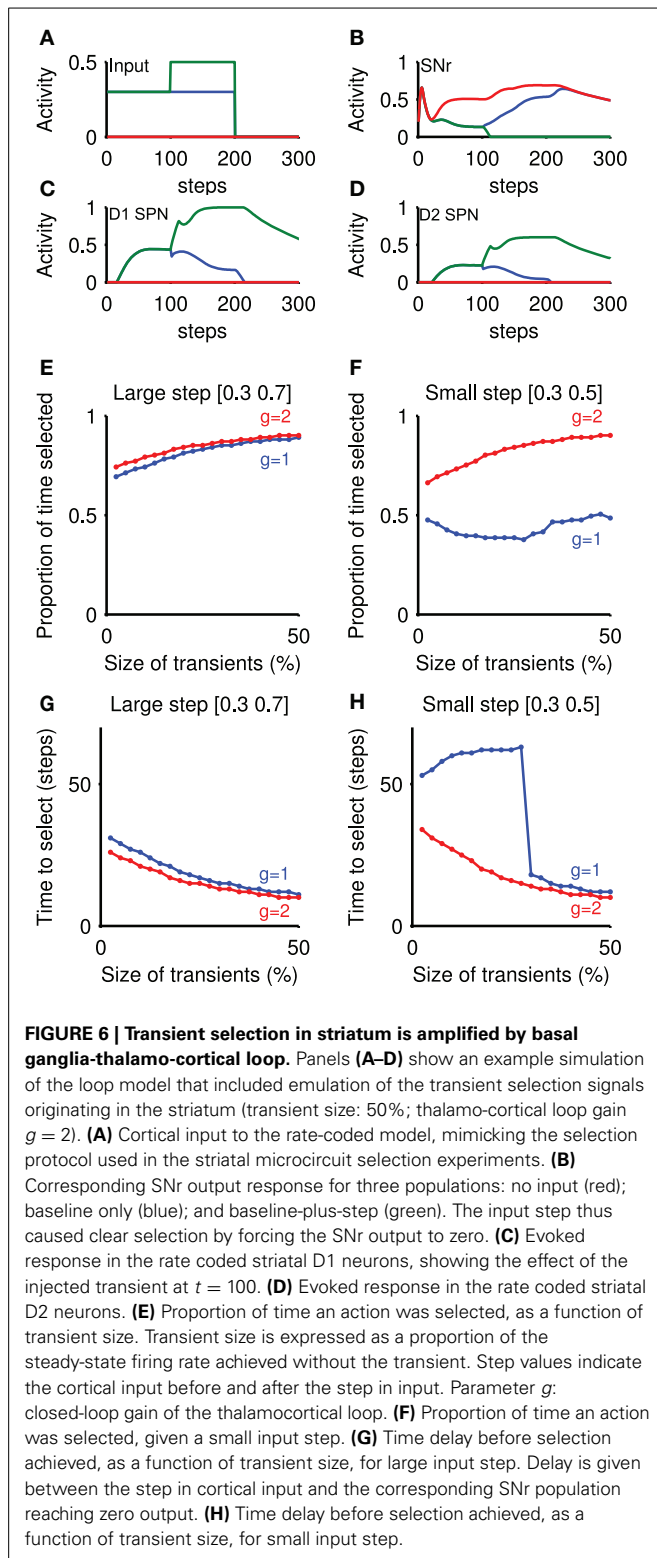 A
B
0.5
Input
Activity
0
0
100
200
300
steps
1
SNr
0.5
Activity
0
0
100
200
300
steps
C
D
1
D1 SPN
0.5
Activity
0
0
100
200
300
steps
1
D2 SPN
0.5
Activity
0
0
100
200
300
steps
E
F
Large step [0.3 0.7]
1
g=2
g=1
0.5
0
Proportion of time selected
0
50
Size of transients (%)
Small step [0.3 0.5]
1
g=2
0.5
g=1
0
Proportion of time selected
0
50
Size of transients (%)
G
H
Large step [0.3 0.7]
50
g=1
g=2
0
Time to select (steps)
0
50
Size of transients (%)
Small step [0.3 0.5]
50
g=1
g=2
0
Time to select (steps)
0
50
Size of transients (%)
FIGURE 6 | Transient selection in striatum is amplified by basal
ganglia-thalamo-cortical loop. Panels (A–D) show an example simulation
of the loop model that included emulation of the transient selection signals
originating in the striatum (transient size: 50%; thalamo-cortical loop gain
g = 2). (A) Cortical input to the rate-coded model, mimicking the selection
protocol used in the striatal microcircuit selection experiments. (B)
Corresponding SNr output response for three populations: no input (red);
baseline only (blue); and baseline-plus-step (green). The input step thus
caused clear selection by forcing the SNr output to zero. (C) Evoked
response in the rate coded striatal D1 neurons, showing the effect of the
injected transient at t = 100. (D) Evoked response in the rate coded striatal
D2 neurons. (E) Proportion of time an action was selected, as a function of
transient size. Transient size is expressed as a proportion of the
steady-state firing rate achieved without the transient. Step values indicate
the cortical input before and after the step in input. Parameter g:
closed-loop gain of the thalamocortical loop. (F) Proportion of time an action
was selected, given a small input step. (G) Time delay before selection
achieved, as a function of transient size, for large input step. Delay is given
between the step in cortical input and the corresponding SNr population
reaching zero output. (H) Time delay before selection achieved, as a
function of transient size, for small input step.